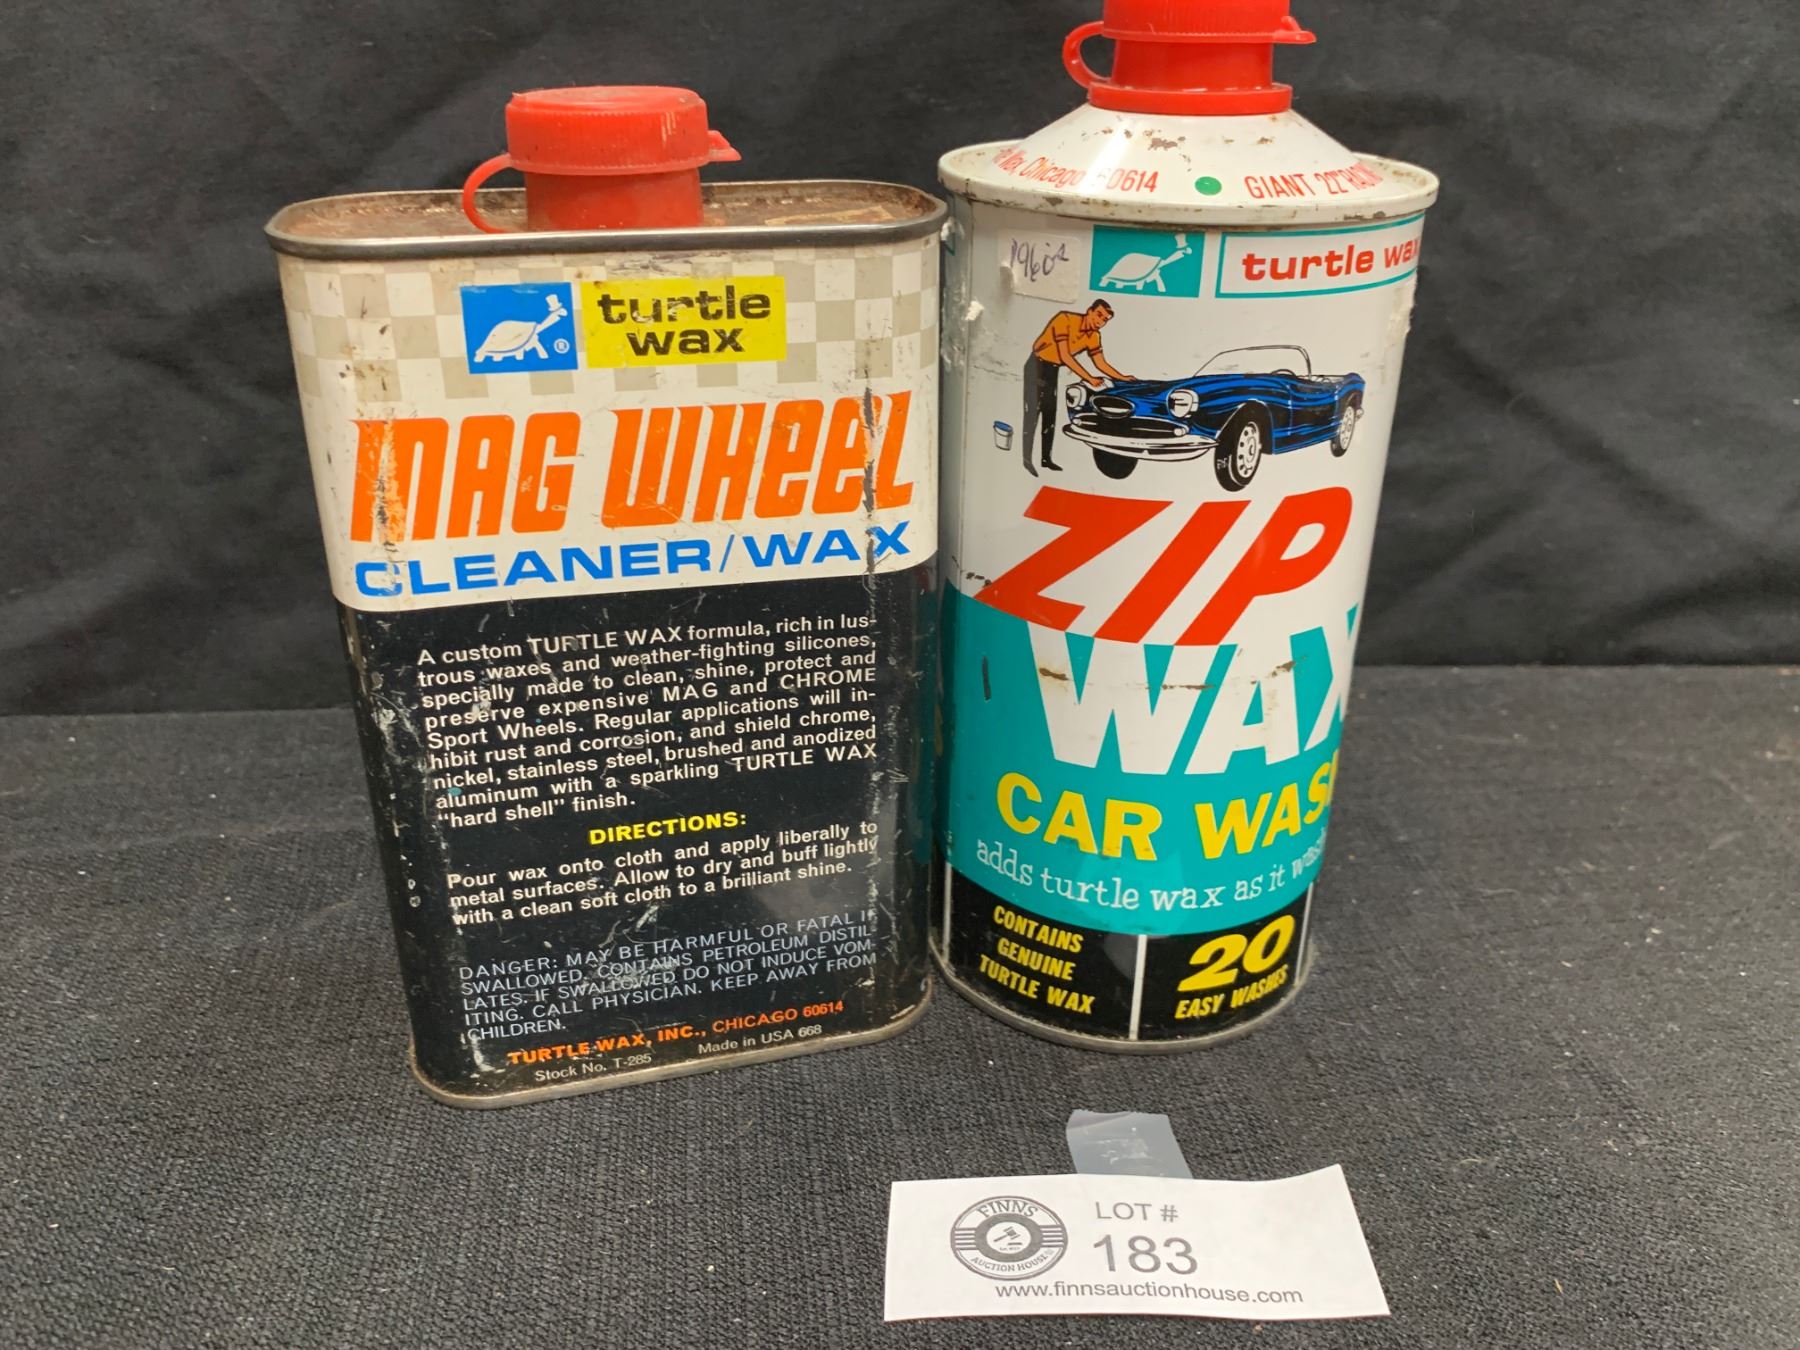 turtle
wax
MAG WHEEL
CLEANER/WAX
A custom TURTLE WAX formula, rich in lus-
trous waxes and weather-fighting silicones,
specially made to clean, shine, protect and
preserve expensive MAG and CHROME
Sport Wheels. Regular applications will in-
hibit rust and corrosion, and shield chrome,
nickel, stainless steel, brushed and anodized
aluminum with a sparkling TURTLE WAX
"hard shell" finish.
DIRECTIONS:
Pour wax onto cloth and apply liberally to
metal surfaces. Allow to dry and buff lightly
with a clean soft cloth to a brilliant shine.
DANGER: MAY BE HARMFUL OR FATAL IF
SWALLOWED. CONTAINS PETROLEUM DISTIL-
LATES. IF SWALLOWED DO NOT INDUCE VOM-
ITING. CALL PHYSICIAN. KEEP AWAY FROM
CHILDREN.
TURTLE WAX, INC., CHICAGO 60614
Stock No. T-285 Made in USA 668
Wax, Chicago 60614 GIANT 22
1960s
turtle wax
ZIP
WAX
CAR WASH
adds turtle wax as it
CONTAINS
GENUINE
TURTLE WAX
20
EASY WASHES
FINNS
AUCTION HOUSE
LOT #
183
www.finnsauctionhouse.com